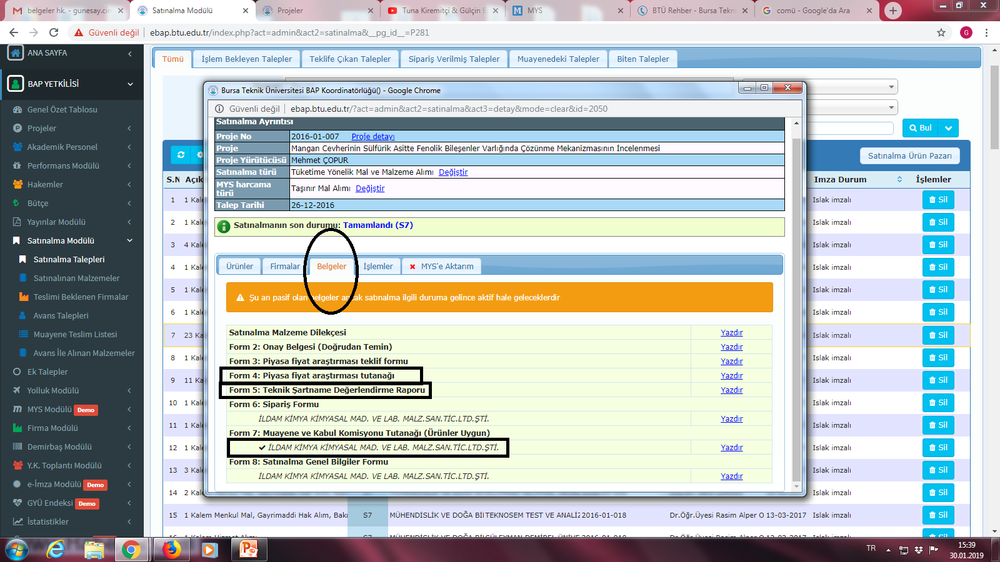 belgeler hk. - gunesay.cim
Satınalma Modülü
Projeler
Tuna Kiremitçi & Gülçin E
MYS
BTÜ Rehber - Bursa Tekni
comü - Google'da Ara
Güvenli değil
ebap.btu.edu.tr/index.php?act=admin&act2=satinalma&__pg_id__=P281
G
ANA SAYFA
BAP YETKİLİSİ
Genel Özet Tablosu
Projeler
Akademik Personel
Performans Modülü
Hakemler
Bütçe
Yayınlar Modülü
Satınalma Modülü
Satınalma Talepleri
Satınalınan Malzemeler
Teslimi Beklenen Firmalar
Avans Talepleri
Muayene Teslim Listesi
Avans İle Alınan Malzemeler
Ek Talepler
Yolluk Modülü
MYS Modülü Demo
Firma Modülü
Demirbaş Modülü
Y.K. Toplantı Modülü
e-İmza Modülü Demo
GYÜ Endeksi Demo
İstatistikler
Tümü
İşlem Bekleyen Talepler
Teklife Çıkan Talepler
Sipariş Verilmiş Talepler
Muayenedeki Talepler
Biten Talepler
Bul
Satınalma Ürün Pazarı
S.N Açık
Imza Durum
İşlemler
1 1 Kale Islak imzalı Sil
2 1 Kale Islak imzalı Sil
3 4 Kale Islak imzalı Sil
4 1 Kale Islak imzalı Sil
5 1 Kale Islak imzalı Sil
6 1 Kale Islak imzalı Sil
7 23 Ka Islak imzalı Sil
8 1 Kale Islak imzalı Sil
9 11 Ka Islak imzalı Sil
10 1 Kale Islak imzalı Sil
11 1 Kale Islak imzalı Sil
12 1 Kale Islak imzalı Sil
13 3 Kale Islak imzalı Sil
14 2 Kale Islak imzalı Sil
15 1 Kalem Menkul Mal, Gayrimaddi Hak Alım, Bakı S7 MÜHENDİSLİK VE DOĞA Bİl TEKNOSEM TEST VE ANALİZ 2016-01-018 Dr.Öğr.Üyesi Rasim Alper O 13-03-2017 Islak imzalı Sil
Bursa Teknik Üniversitesi BAP Koordinatörlüğü() - Google Chrome
Güvenli değil
ebap.btu.edu.tr/?act=admin&act2=satinalma&act3=detay&mode=clear&id=2050
Satınalma Ayrıntısı
Proje No 2016-01-007 Proje detayı
Proje Mangan Cevherinin Sülfürik Asitte Fenolik Bileşenler Varlığında Çözünme Mekanizmasının İncelenmesi
Proje Yürütücüsü Mehmet ÇOPUR
Satınalma türü Tüketime Yönelik Mal ve Malzeme Alımı Değiştir
MYS harcama
türü Taşınır Mal Alımı Değiştir
Talep Tarihi 26-12-2016
Satınalmanın son durumu: Tamamlandı (S7)
Ürünler
Firmalar
Belgeler
İşlemler
MYS'e Aktarım
Şu an pasif olan belgeler ancak satınalma ilgili duruma gelince aktif hale geleceklerdir
Satınalma Malzeme Dilekçesi Yazdır
Form 2: Onay Belgesi (Doğrudan Temin) Yazdır
Form 3: Piyasa fiyat araştırması teklif formu Yazdır
Form 4: Piyasa fiyat araştırması tutanağı Yazdır
Form 5: Teknik Şartname Değerlendirme Raporu Yazdır
Form 6: Sipariş Formu
İLDAM KİMYA KİMYASAL MAD. VE LAB. MALZ.SAN.TİC.LTD.ŞTİ. Yazdır
Form 7: Muayene ve Kabul Komisyonu Tutanağı (Ürünler Uygun)
İLDAM KİMYA KİMYASAL MAD. VE LAB. MALZ.SAN.TİC.LTD.ŞTİ. Yazdır
Form 8: Satınalma Genel Bilgiler Formu
İLDAM KİMYA KİMYASAL MAD. VE LAB. MALZ.SAN.TİC.LTD.ŞTİ. Yazdır
TR
15:39
30.01.2019